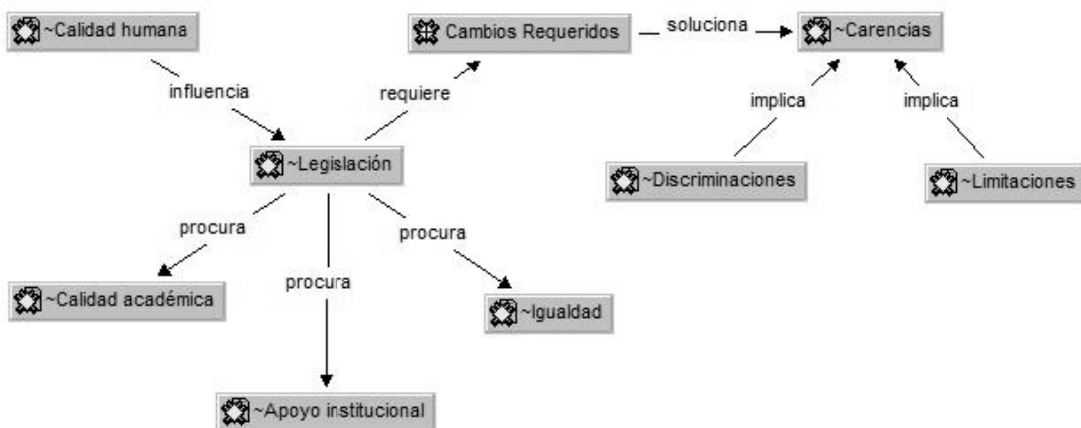 ~Calidad humana
Cambios Requeridos
soluciona
~Carencias
influencia
requiere
implica
implica
~Legislación
~Discriminaciones
~Limitaciones
procura
procura
procura
~Calidad académica
~Igualdad
~Apoyo institucional